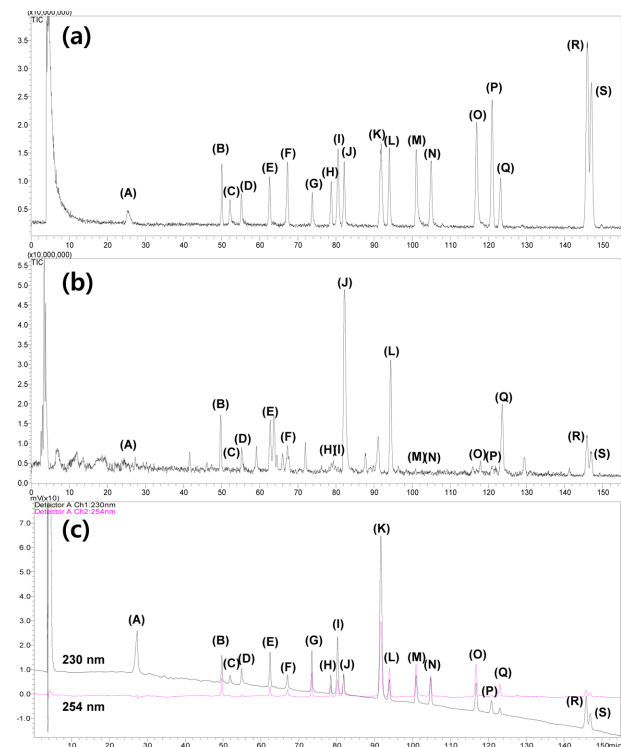 (x10,000,000)
TIC
(a)
(R)
3.5
3.0
(P)
(S)
2.5
(O)
2.0
(K)
(I)
(L)
(M)
(B)
(F)
(J)
(N)
1.5
(E)
(H)
(Q)
1.0
(C)
(D)
(G)
(A)
0.5
0 10 20 30 40 50 60 70 80 90 100 110 120 130 140 150
(x10,000,000)
TIC
(b)
5.5
(J)
5.0
4.5
4.0
3.5
(L)
3.0
2.5
(Q)
2.0
(B)
(E)
1.5
(D)
(F)
(R)
1.0
(A)
(C)
(H)(I)
(M)(N)
(O)
(P)
(S)
0.5
0.0
0 10 20 30 40 50 60 70 80 90 100 110 120 130 140 150
mV(x10)
Detector A Ch1:230nm
Detector A Ch2:254nm
(c)
7.0
(K)
6.0
5.0
4.0
(I)
3.0
(A)
(B)
(E)
(G)
2.0
(C)
(D)
(F)
(H)
(J)
(L)
(M)
(N)
(O)
(Q)
1.0
230 nm
(P)
0.0
254 nm
(R)
(S)
-1.0
10 20 30 40 50 60 70 80 90 100 110 120 130 140 150